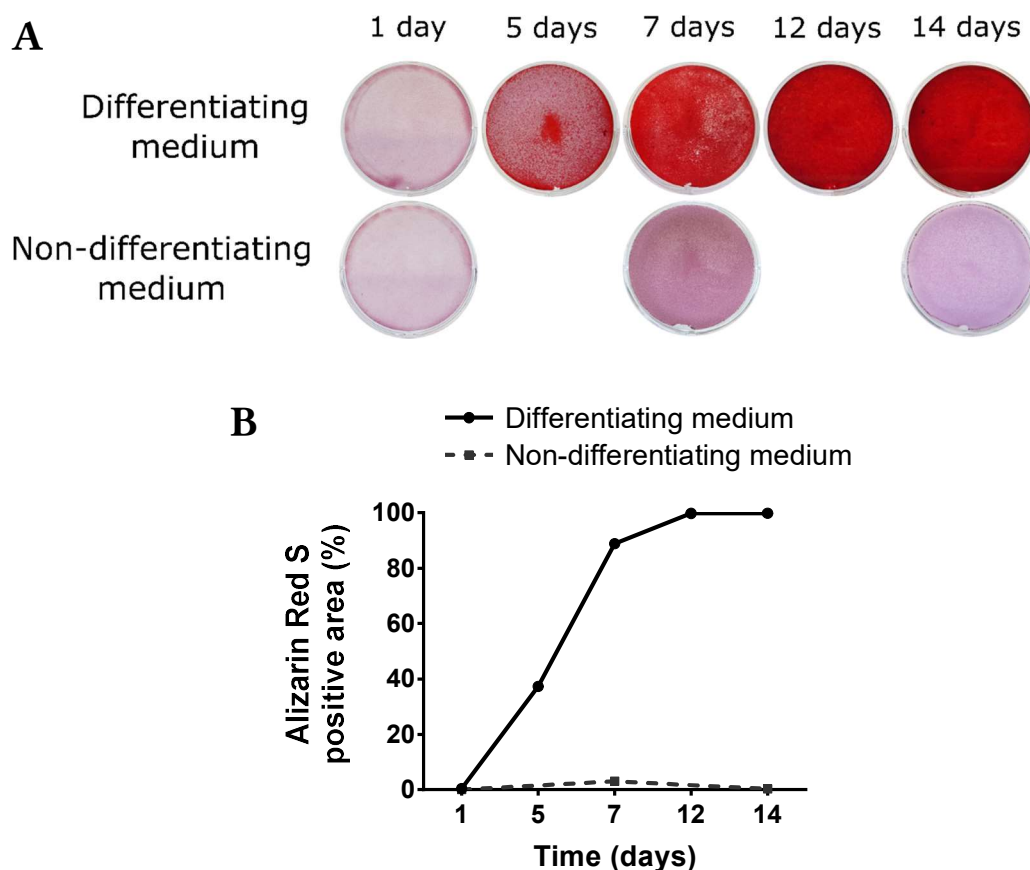 A
1 day 5 days 7 days 12 days 14 days
Differentiating
medium
Non-differentiating
medium
B
Differentiating medium
Non-differentiating medium
Alizarin Red S
positive area (%)
100
80
60
40
20
0
1 5 7 12 14
Time (days)